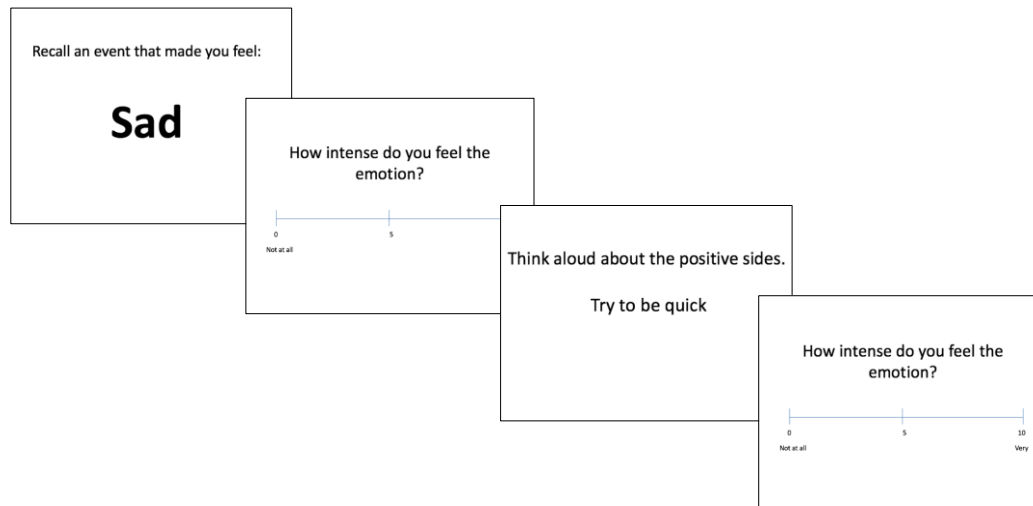 Recall an event that made you feel:
Sad
How intense do you feel the
emotion?
0
5
Not at all
Think aloud about the positive sides.
Try to be quick
How intense do you feel the
emotion?
0
5
10
Not at all
Very